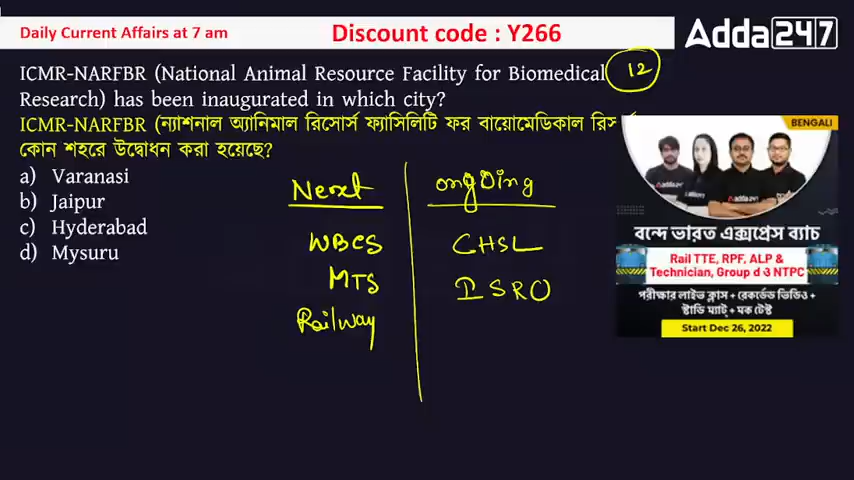 Daily Current Affairs at 7 am
Discount code : Y266
Adda247
ICMR-NARFBR (National Animal Resource Facility for Biomedical
12
Research) has been inaugurated in which city?
ICMR-NARFBR (ন্যাশনাল অ্যানিমাল রিসোর্স ফ্যাসিলিটি ফর বায়োমেডিকাল
কোন শহরে উদ্বোধন করা হয়েছে?
a) Varanasi
b) Jaipur
c) Hyderabad
d) Mysuru
Next
WBCS
MTS
Railway
ongoing
CHSL
ISRO
BENGALI
বন্দে ভারত এক্সপ্রেস ব্যাচ
Rail TTE, RPF, ALP &
Technician, Group d ও NTPC
পরীক্ষার লাইভ ক্লাস + রেকর্ডেড ভিডিও +
স্টাডি ম্যাট্ + মক টেস্ট
Start Dec 26, 2022